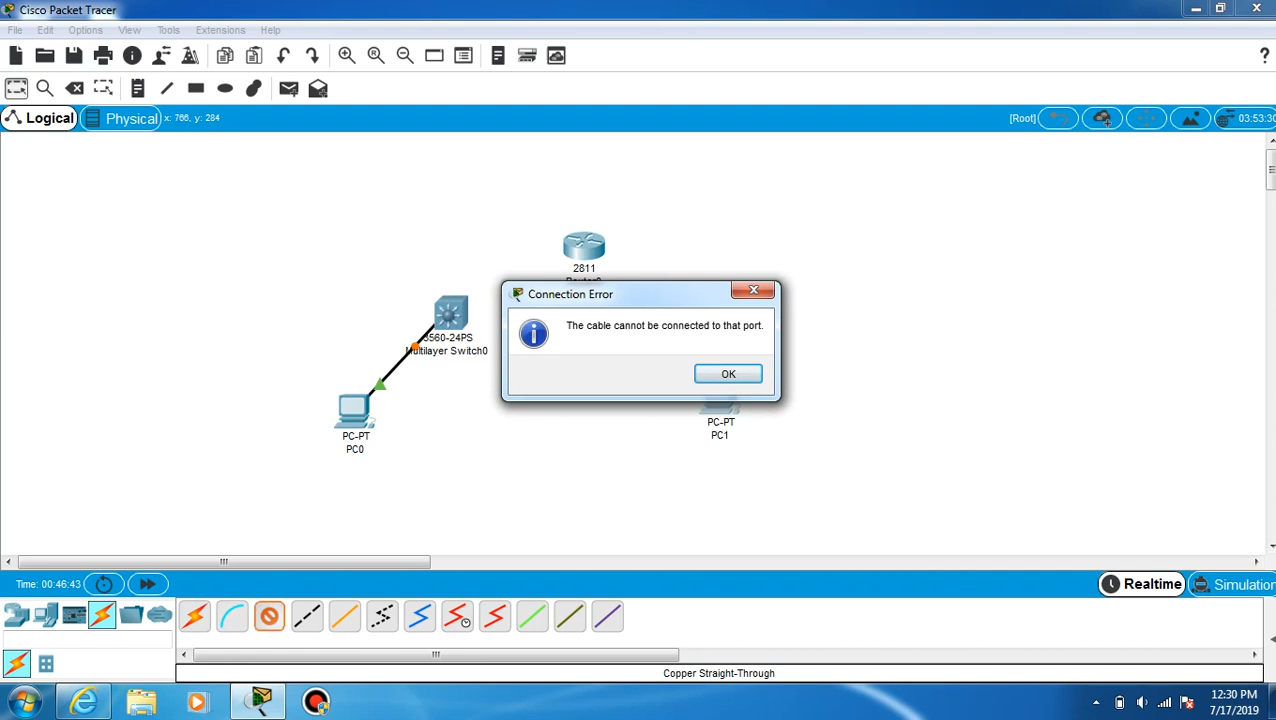 Cisco Packet Tracer
File Edit Options View Tools Extensions Help
?
Logical Physical x: 766, y: 284 [Root] 03:53:30
2811
Connection Error
The cable cannot be connected to that port.
OK
3560-24PS
Multilayer Switch0
PC-PT
PC0
PC-PT
PC1
Time: 00:46:43 Realtime Simulation
Copper Straight-Through
12:30 PM
7/17/2019